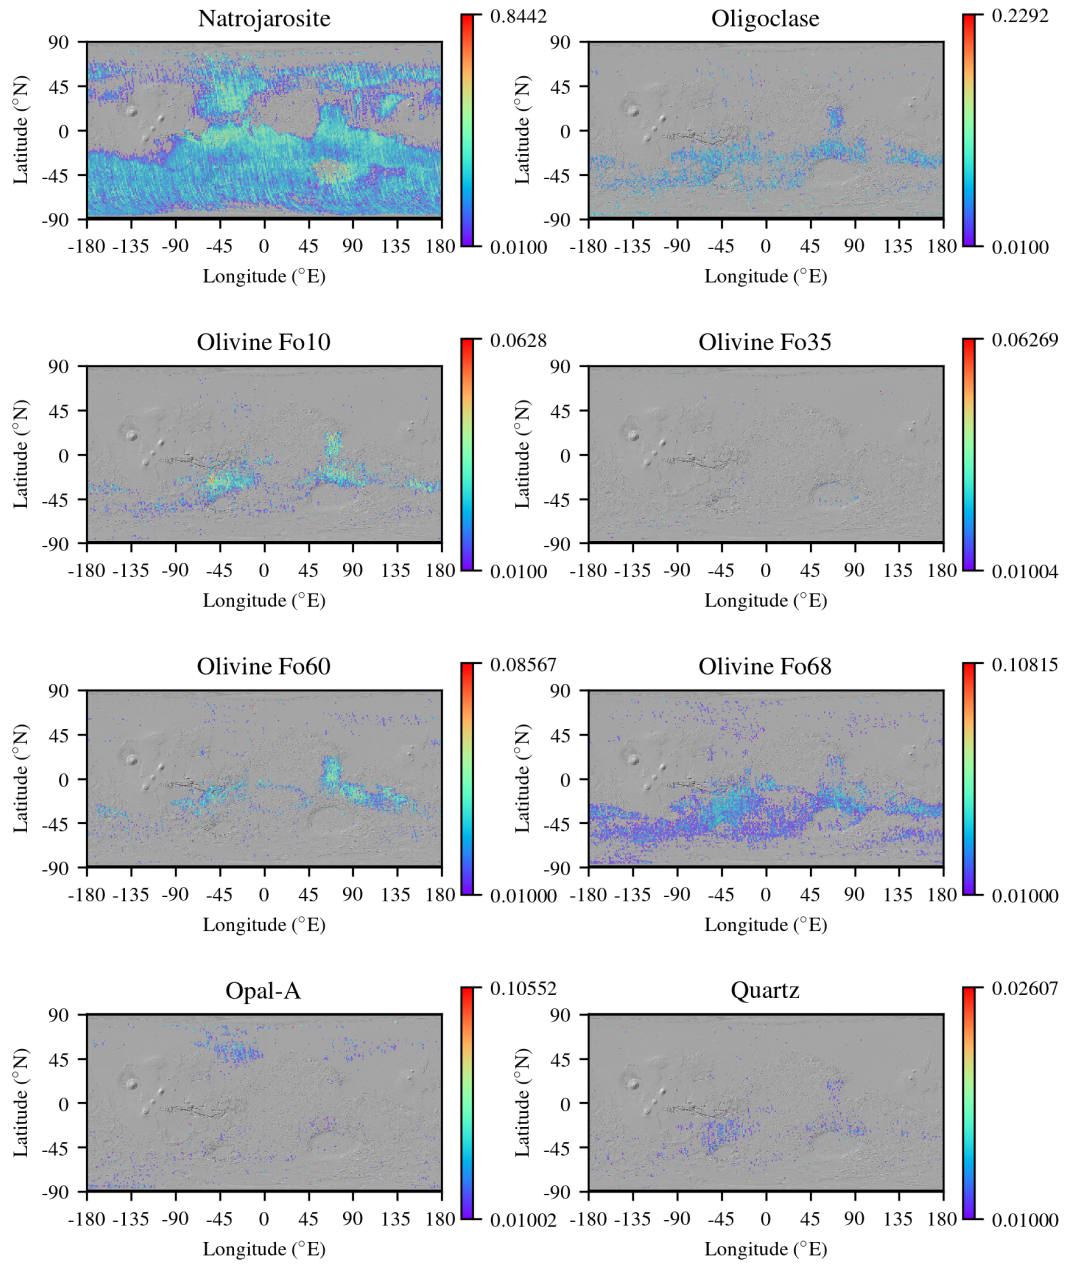 Natrojarosite
0.8442
0.0100
90
45
0
-45
-90
Latitude (°N)
-180 -135 -90 -45 0 45 90 135 180
Longitude (°E)
Oligoclase
0.2292
0.0100
90
45
0
-45
-90
Latitude (°N)
-180 -135 -90 -45 0 45 90 135 180
Longitude (°E)
Olivine Fo10
0.0628
0.0100
90
45
0
-45
-90
Latitude (°N)
-180 -135 -90 -45 0 45 90 135 180
Longitude (°E)
Olivine Fo35
0.06269
0.01004
90
45
0
-45
-90
Latitude (°N)
-180 -135 -90 -45 0 45 90 135 180
Longitude (°E)
Olivine Fo60
0.08567
0.01000
90
45
0
-45
-90
Latitude (°N)
-180 -135 -90 -45 0 45 90 135 180
Longitude (°E)
Olivine Fo68
0.10815
0.01000
90
45
0
-45
-90
Latitude (°N)
-180 -135 -90 -45 0 45 90 135 180
Longitude (°E)
Opal-A
0.10552
0.01002
90
45
0
-45
-90
Latitude (°N)
-180 -135 -90 -45 0 45 90 135 180
Longitude (°E)
Quartz
0.02607
0.01000
90
45
0
-45
-90
Latitude (°N)
-180 -135 -90 -45 0 45 90 135 180
Longitude (°E)